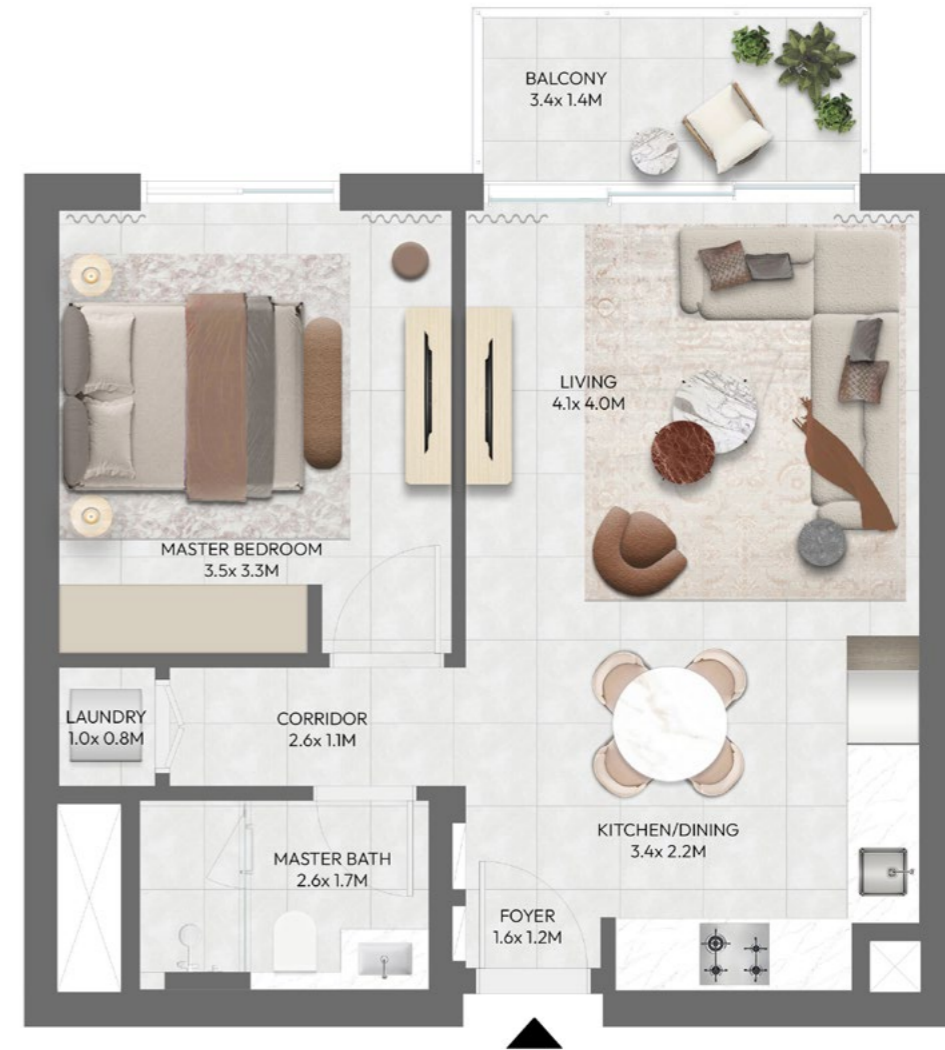 BALCONY
3.4x 1.4M
LIVING
4.1x 4.0M
MASTER BEDROOM
3.5x 3.3M
LAUNDRY
1.0x 0.8M
CORRIDOR
2.6x 1.1M
KITCHEN/DINING
3.4x 2.2M
MASTER BATH
2.6x 1.7M
FOYER
1.6x 1.2M